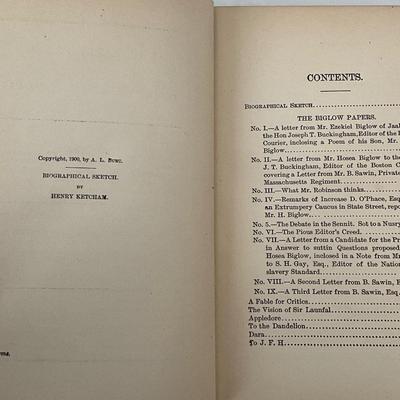 Copyright, 1900, by A. L. Burt.
BIOGRAPHICAL SKETCH.
BY
HENRY KETCHAM.
CONTENTS.
BIOGRAPHICAL SKETCH
THE BIGLOW PAPERS.
No. I.—A letter from Mr. Ezekiel Biglow of Jaal
the Hon Joseph T. Buckingham, Editor of the
Courier, inclosing a Poem of his Son, Mr.
Biglow
No. II.—A letter from Mr. Hosea Biglow to the
J. T. Buckingham, Editor of the Boston C
covering a Letter from Mr. B. Sawin, Private
Massachusetts Regiment
No. III.—What Mr. Robinson thinks
No. IV.—Remarks of Increase D. O'Phace, Esq
an Extrumpery Caucus in State Street, repor
Mr. H. Biglow
No. 5.—The Debate in the Sennit. Sot to a Nusry
No. VI.—The Pious Editor's Creed
No. VII.—A Letter from a Candidate for the Pr
in Answer to suttin Questions proposed
Hosea Biglow, inclosed in a Note from Mr
to S. H. Gay, Esq., Editor of the Nation
slavery Standard
No. VIII.—A Second Letter from B. Sawin, Esq
No. IX.—A Third Letter from B. Sawin, Esq
A Fable for Critics
The Vision of Sir Launfal
Appledore
To the Dandelion
Dara
To J. F. H